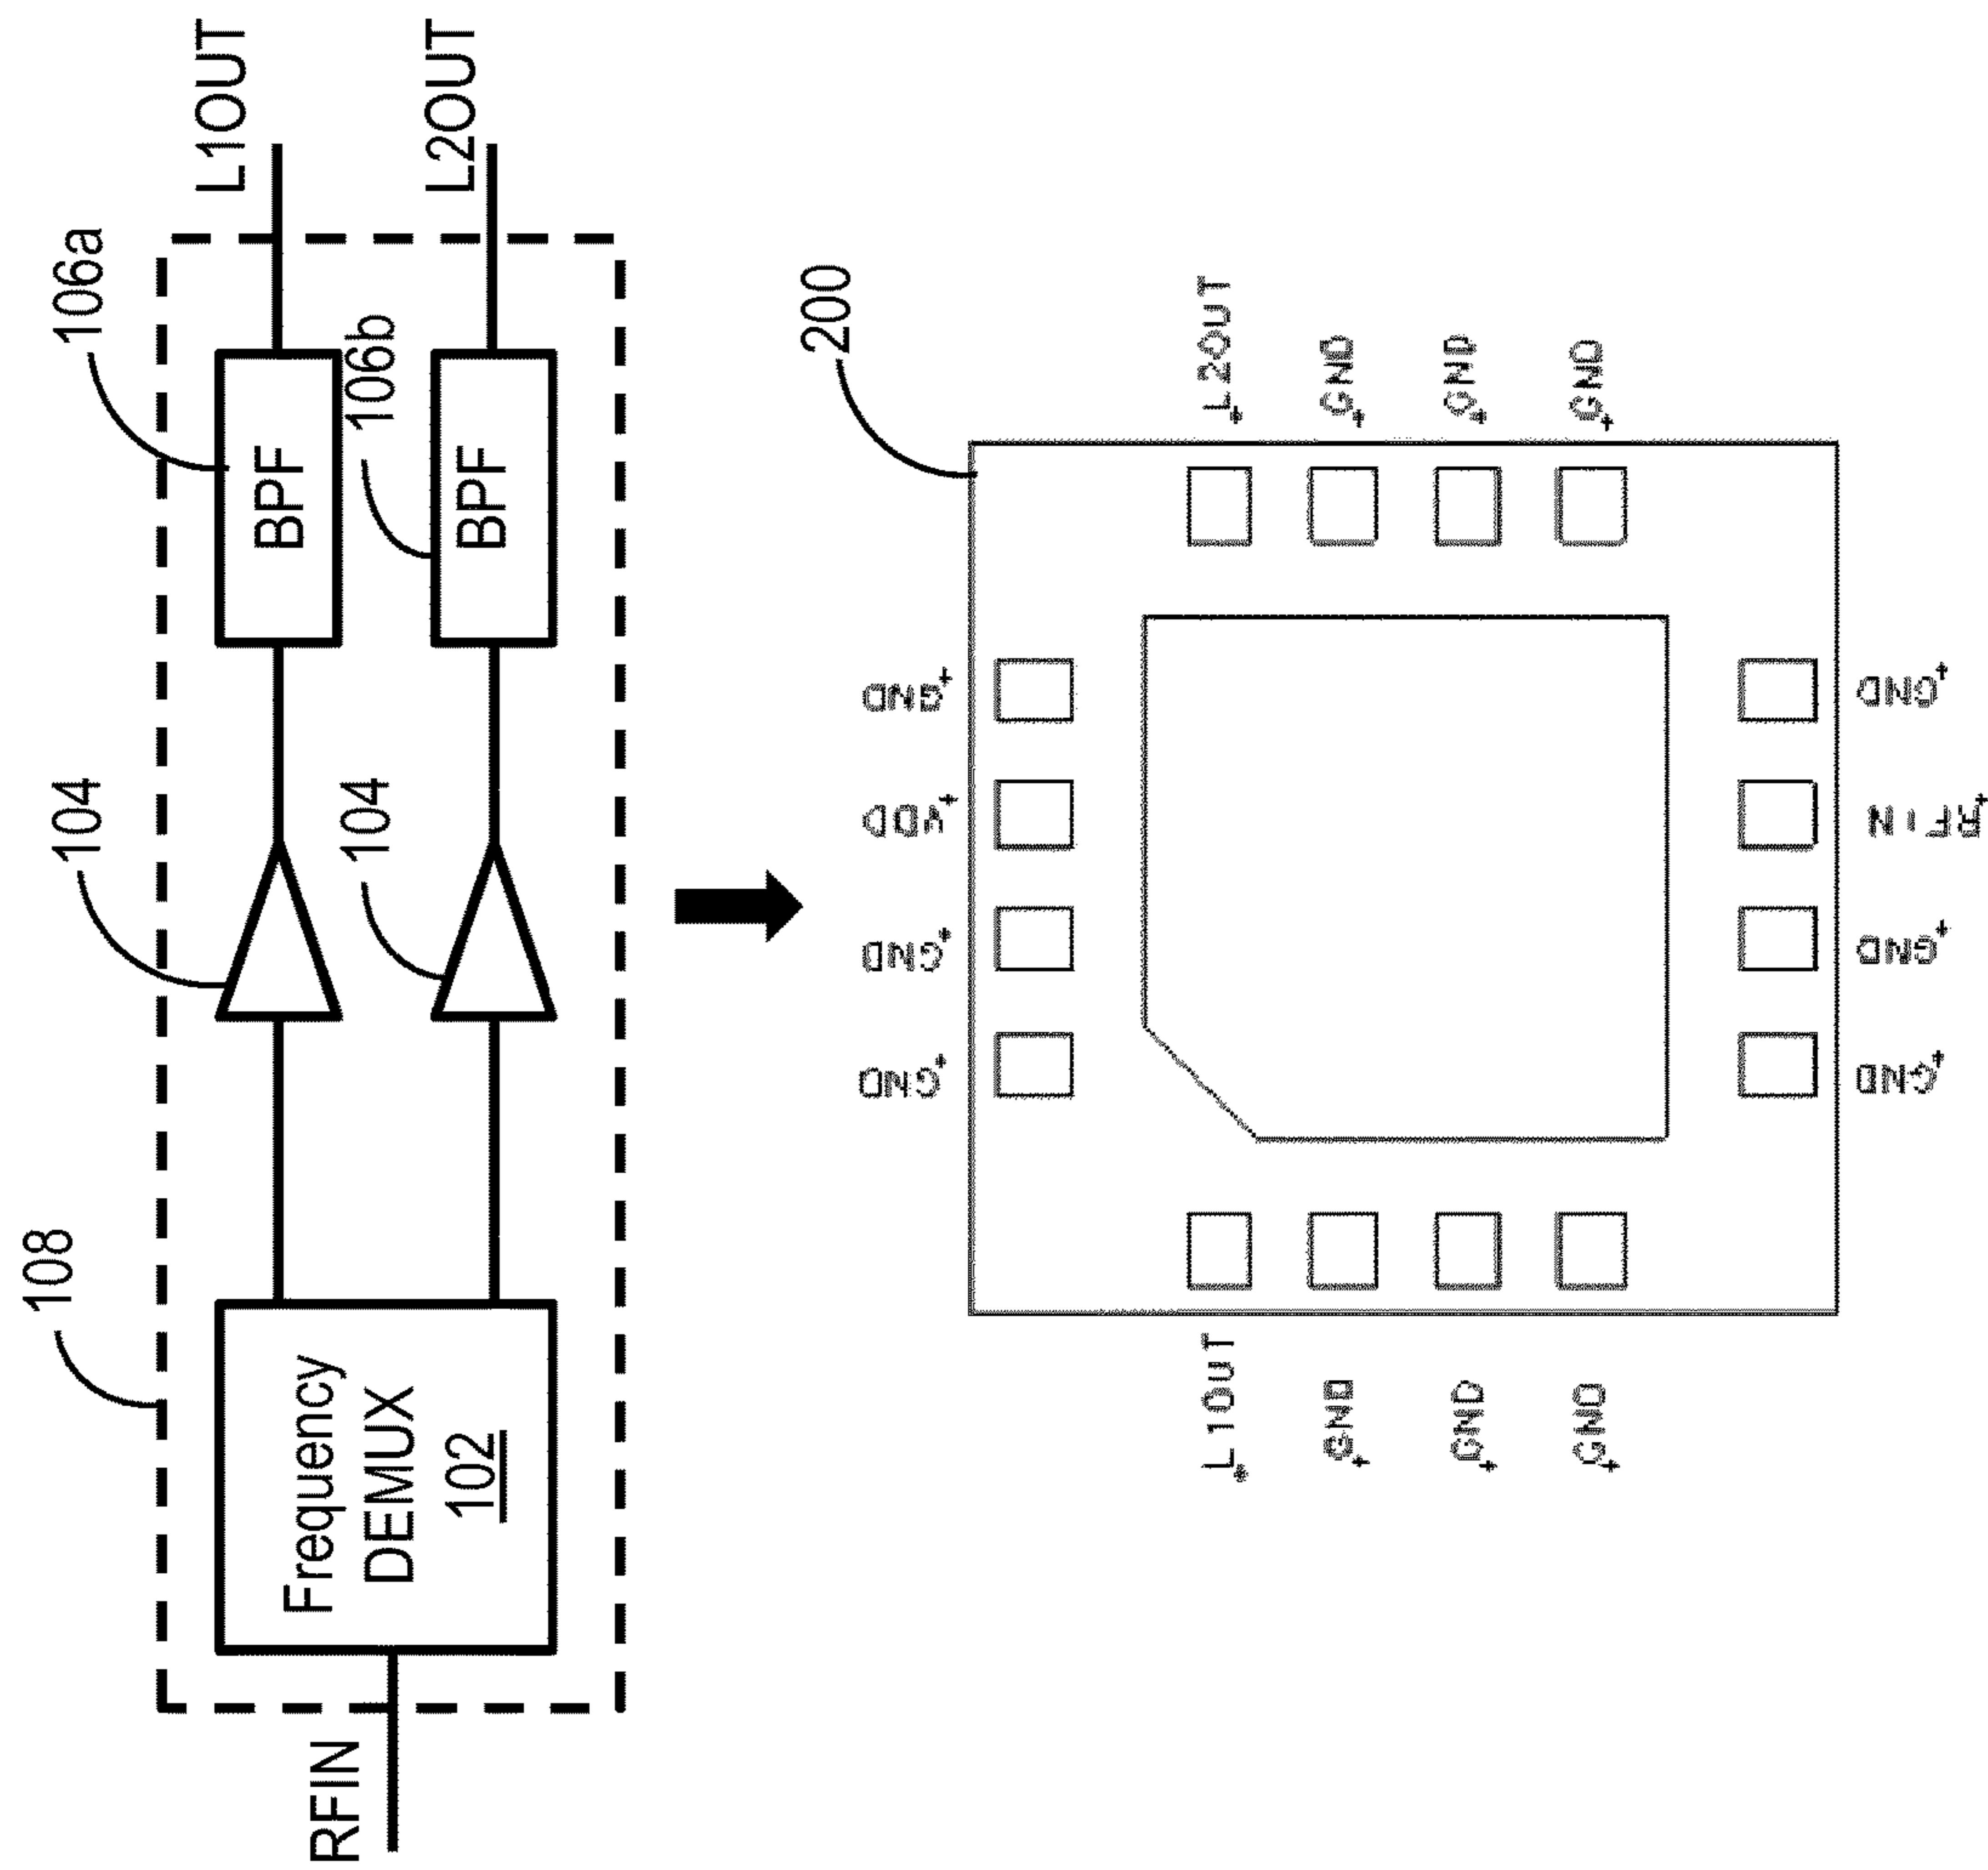 108
104
106a
RFIN
Frequency
DEMUX
102
BPF
L1OUT
104
106b
BPF
L2OUT
200
GND
GND
VDD
GND
L1OUT
GND
GND
GND
L2OUT
GND
GND
GND
GND
GND
RFIN
GND